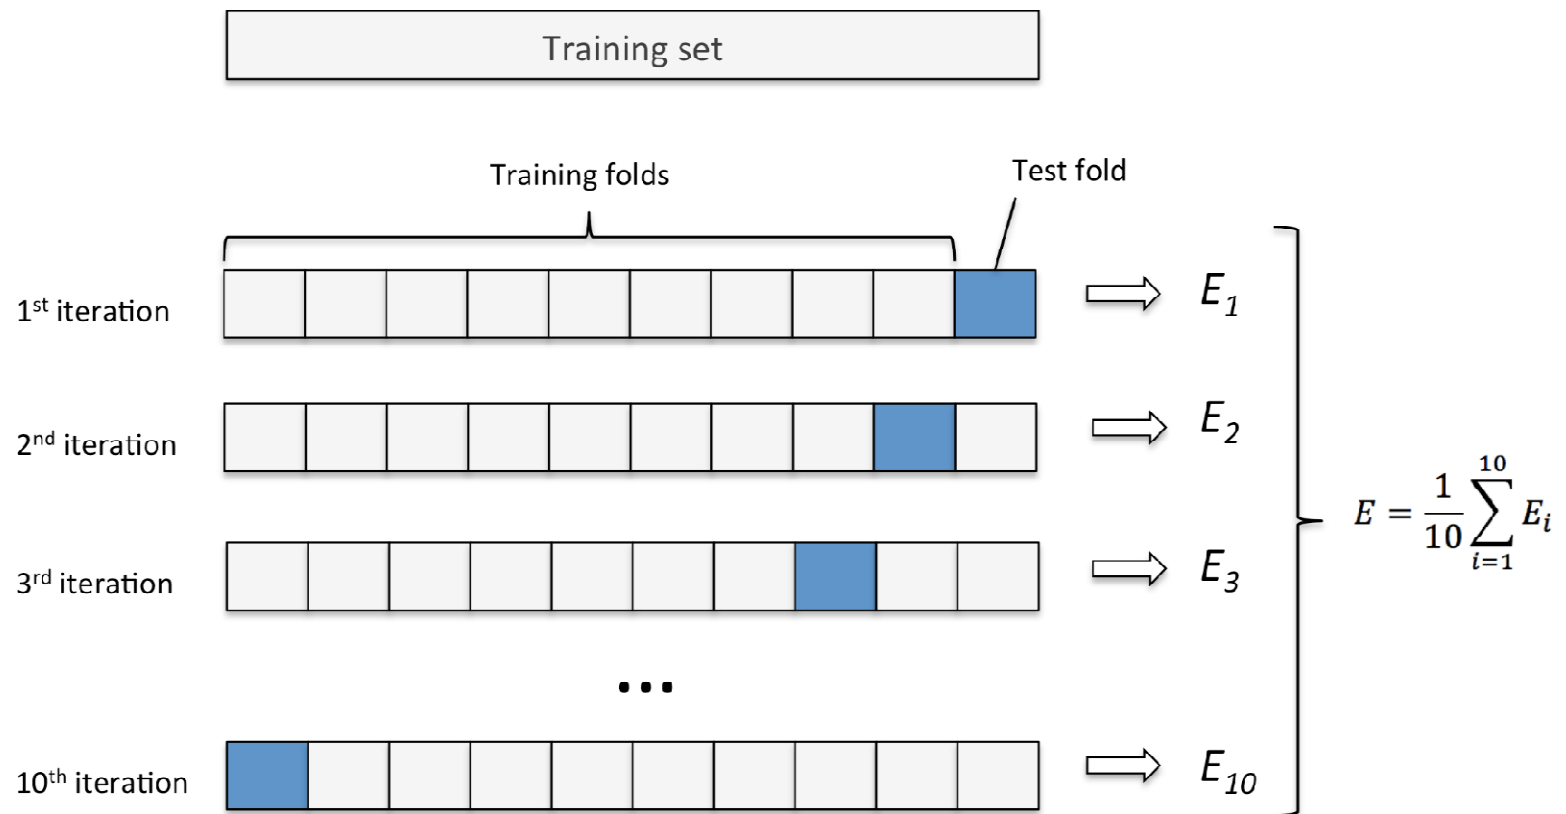 Training set
Training folds
Test fold
1st iteration
E1
2nd iteration
E2
3rd iteration
E3
...
10th iteration
E10
E = 1/10 ∑_{i=1}^{10} Ei